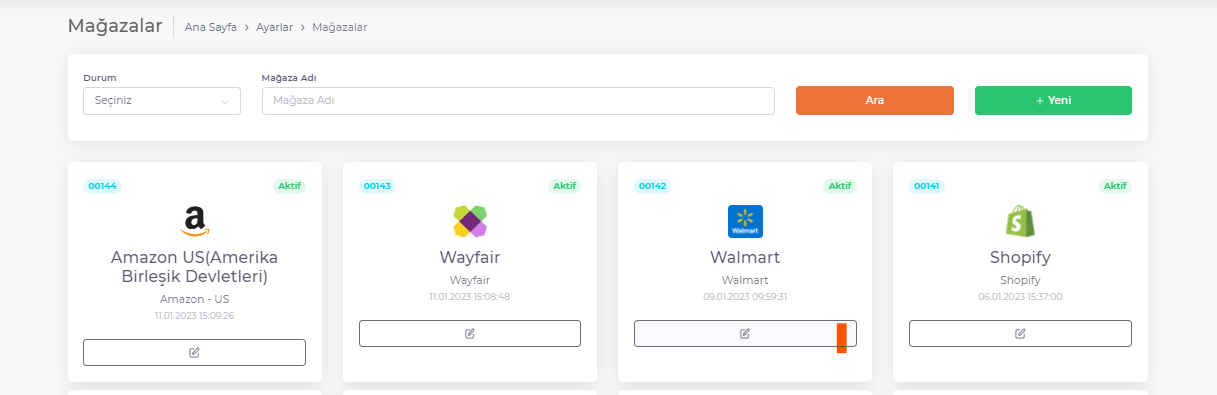 Mağazalar
Ana Sayfa > Ayarlar > Mağazalar
Durum
Mağaza Adı
Seçiniz
Mağaza Adı
Ara
+ Yeni
00144
Aktif
a
Amazon US(Amerika
Birleşik Devletleri)
Amazon - US
11.01.2023 15:09:26
00143
Aktif
Wayfair
Wayfair
11.01.2023 15:08:48
00142
Aktif
Walmart
Walmart
Walmart
09.01.2023 09:59:31
00141
Aktif
S
Shopify
Shopify
06.01.2023 15:37:00